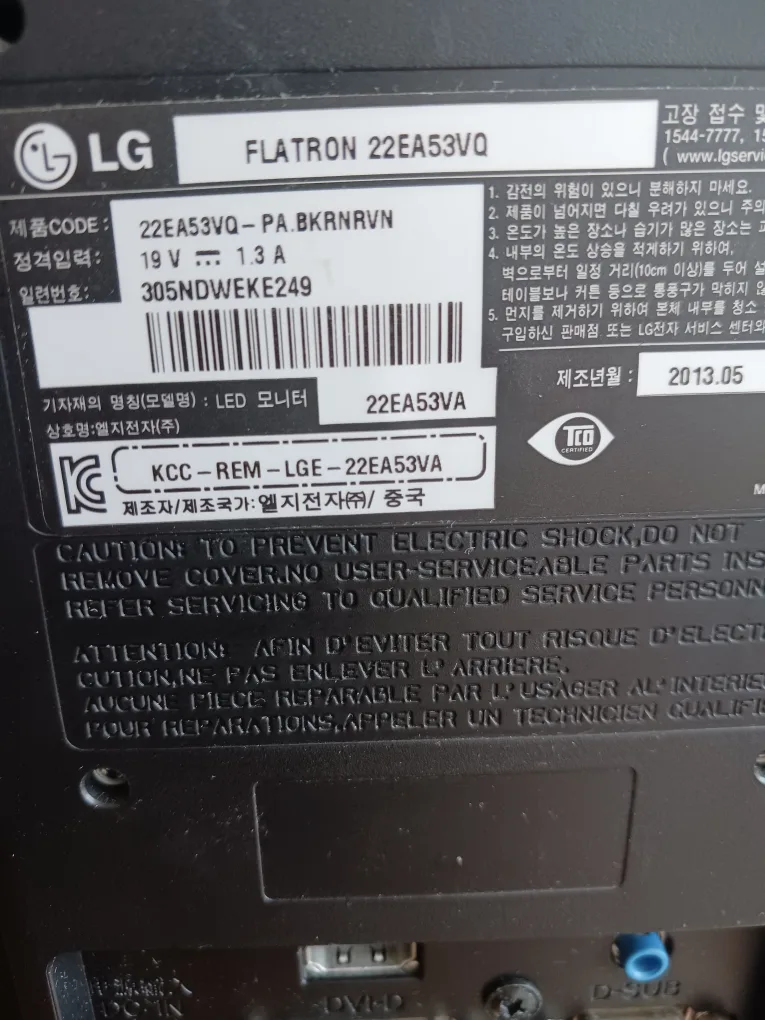 LG
FLATRON 22EA53VQ
고장 접수 및
1544-7777, 15
( www.lgservi
제품CODE : 22EA53VQ-PA.BKRNRVN
정격입력 : 19 V ⎓ 1.3 A
일련번호: 305NDWEKE249
1. 감전의 위험이 있으니 분해하지 마세요.
2. 제품이 넘어지면 다칠 우려가 있으니 주의
3. 온도가 높은 장소나 습기가 많은 장소는 피
4. 내부의 온도 상승을 적게하기 위하여,
벽으로부터 일정 거리(10cm 이상)를 두어 설
테이블보나 커튼 등으로 통풍구가 막히지 않
5. 먼지를 제거하기 위하여 본체 내부를 청소
구입하신 판매점 또는 LG전자 서비스 센터와
제조년월 : 2013.05
기자재의 명칭(모델명) : LED 모니터 22EA53VA
상호명:엘지전자(주)
TCO
CERTIFIED
KCC-REM-LGE-22EA53VA
제조자/제조국가:엘지전자㈜/ 중국
M
CAUTION: TO PREVENT ELECTRIC SHOCK,DO NOT
REMOVE COVER.NO USER-SERVICEABLE PARTS INS
REFER SERVICING TO QUALIFIED SERVICE PERSONN
ATTENTION: AFIN D'EVITER TOUT RISQUE D'ELECT
CUTION,NE PAS ENLEVER L'ARRIERE.
AUCUNE PIECE REPARABLE PAR L'USAGER AL'INTERIE
POUR REPARATIONS,APPELER UN TECHNICIEN QUALIFI
DC-IN
DVI-D
D-SUB